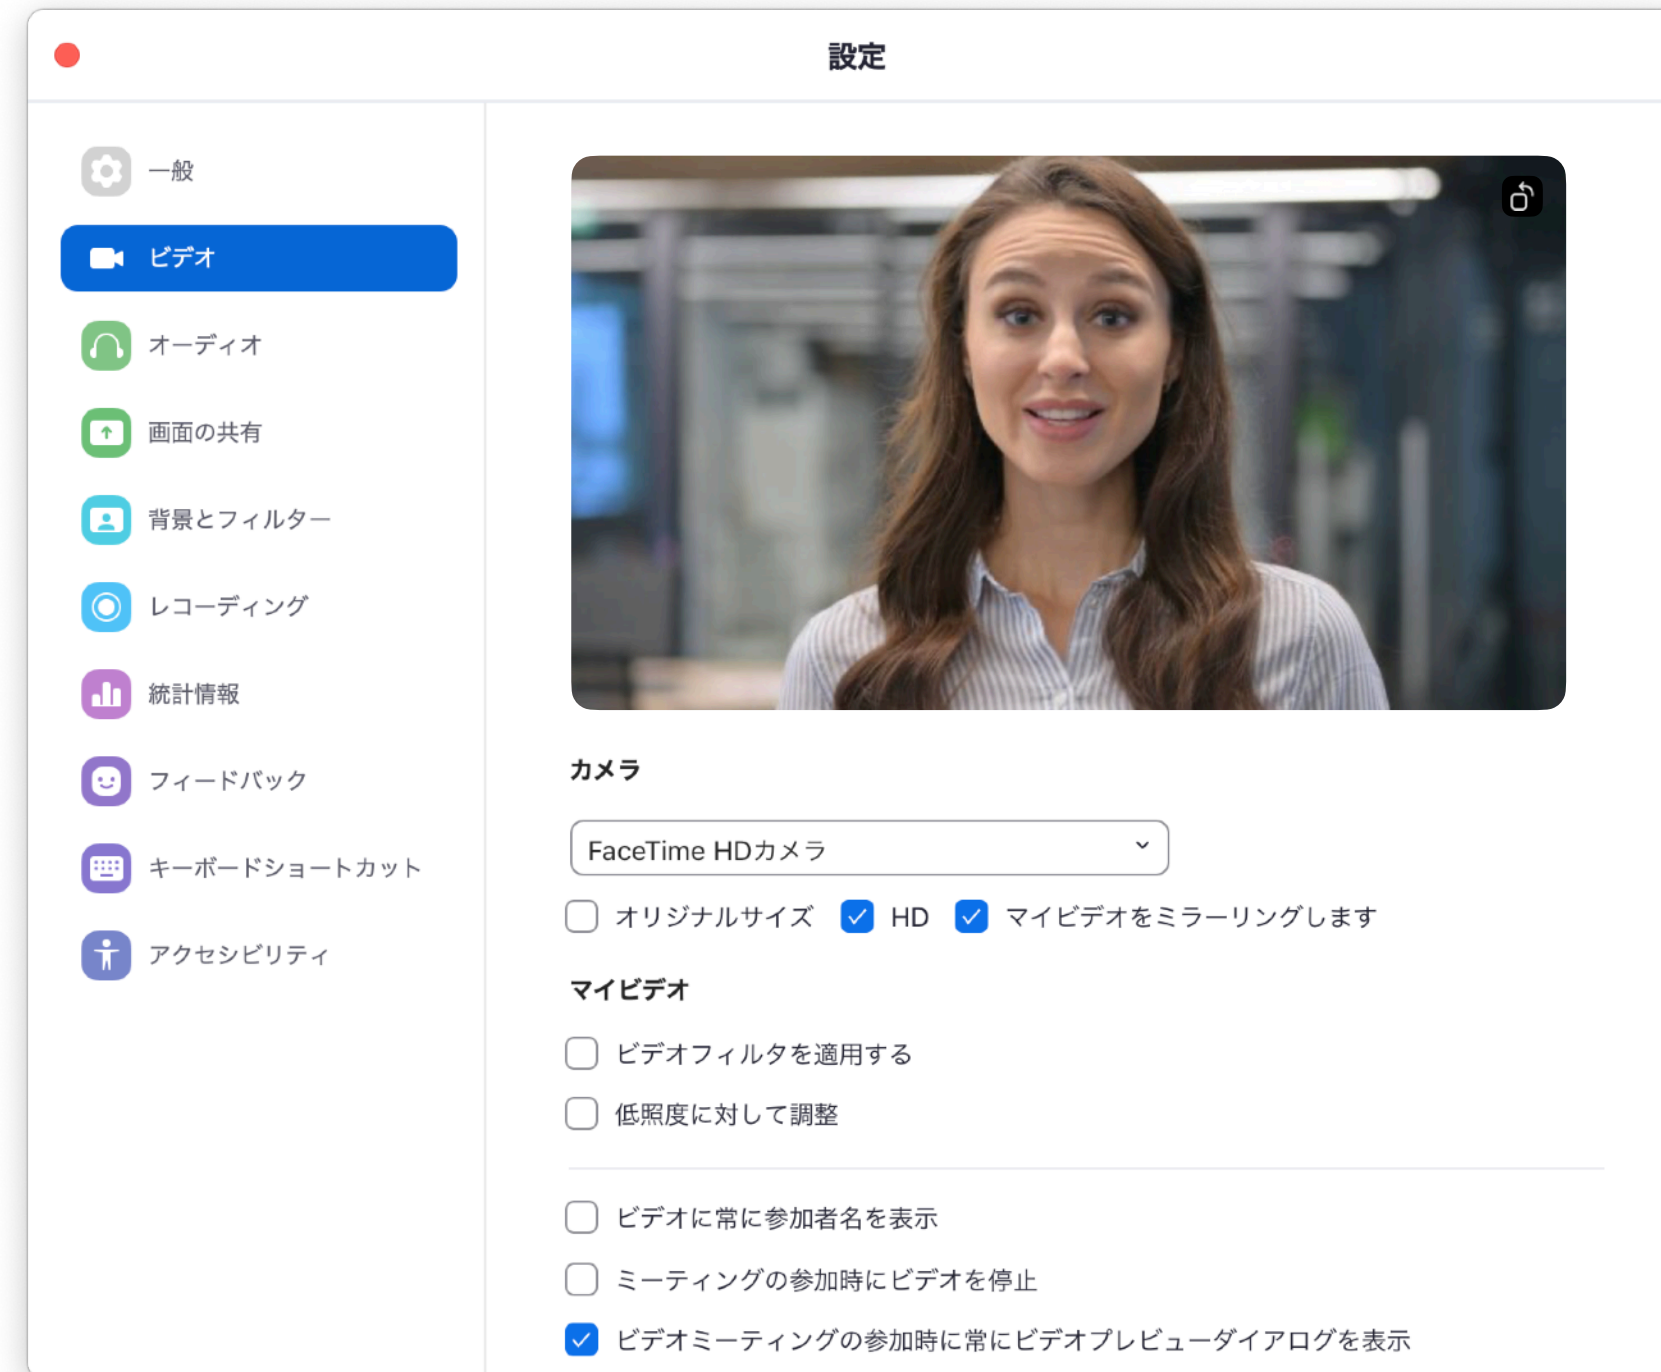 設定
一般
ビデオ
オーディオ
画面の共有
背景とフィルター
レコーディング
統計情報
フィードバック
キーボードショートカット
アクセシビリティ
カメラ
FaceTime HDカメラ
オリジナルサイズ HD マイビデオをミラーリングします
マイビデオ
ビデオフィルタを適用する
低照度に対して調整
ビデオに常に参加者名を表示
ミーティングの参加時にビデオを停止
ビデオミーティングの参加時に常にビデオプレビューダイアログを表示